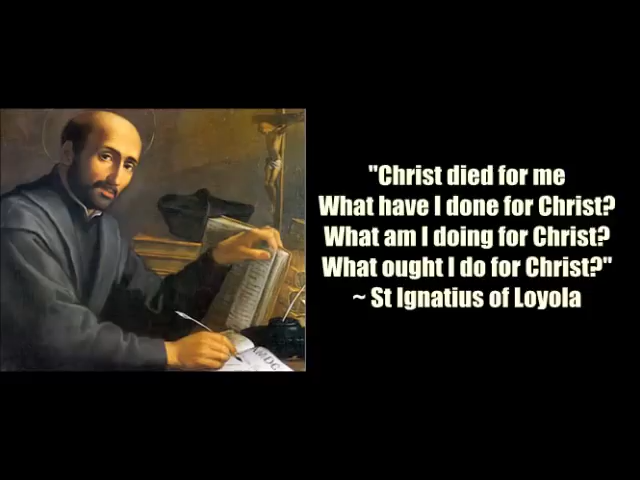 "Christ died for me
What have I done for Christ?
What am I doing for Christ?
What ought I do for Christ?"
~ St Ignatius of Loyola
AMDG